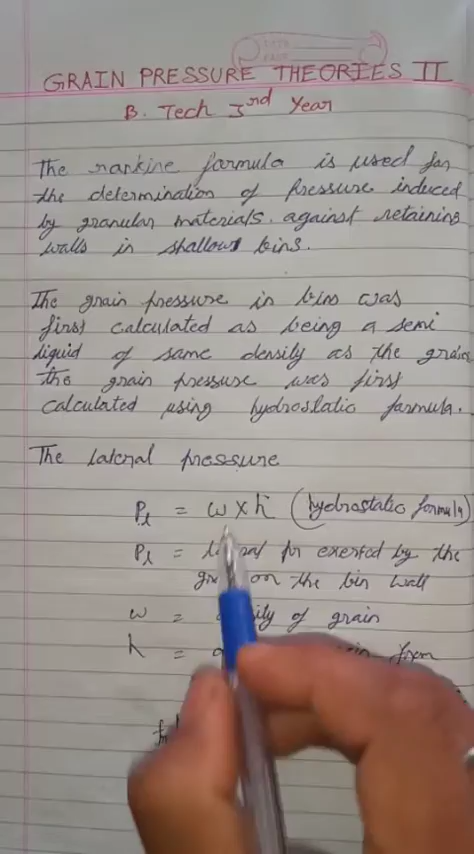 GRAIN PRESSURE THEORIES II
B. Tech 3rd Year
The rankine formula is used for
the determination of pressure induced
by granular materials. against retaining
walls in shallow bins.
The grain pressure in bins was
first calculated as being a semi
liquid of same density as the grain
The grain pressure was first
calculated using hydrostatic formula.
The lateral pressure
Pl = ω x h (hydrostatic formula)
Pl = exerted by the
on the bin wall
ω = of grain
h = from